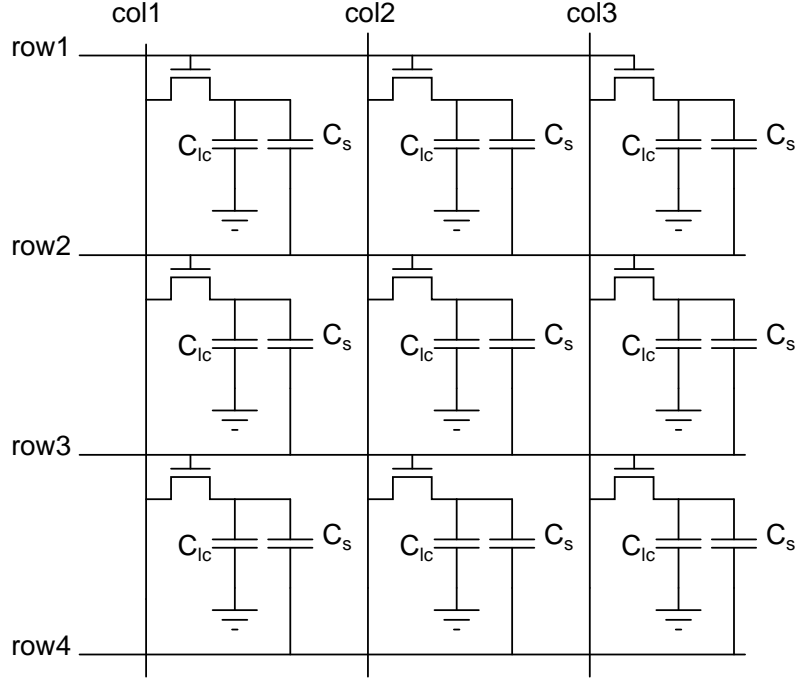 col1 col2 col3
row1
C_lc C_s C_lc C_s C_lc C_s
row2
C_lc C_s C_lc C_s C_lc C_s
row3
C_lc C_s C_lc C_s C_lc C_s
row4